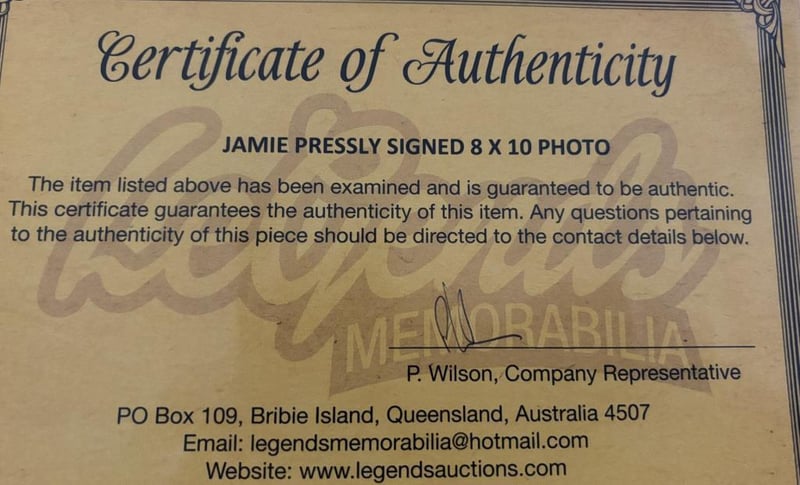 Certificate of Authenticity
JAMIE PRESSLY SIGNED 8 X 10 PHOTO
The item listed above has been examined and is guaranteed to be authentic.
This certificate guarantees the authenticity of this item. Any questions pertaining
to the authenticity of this piece should be directed to the contact details below.
Legends
MEMORABILIA
P. Wilson, Company Representative
PO Box 109, Bribie Island, Queensland, Australia 4507
Email: legendsmemorabilia@hotmail.com
Website: www.legendsauctions.com